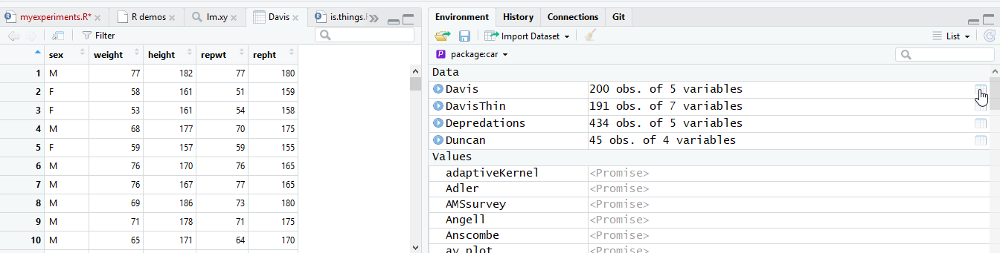 myexperiments.R* R demos lm.xy Davis is.things.
Filter
sex weight height repwt repht
1 M 77 182 77 180
2 F 58 161 51 159
3 F 53 161 54 158
4 M 68 177 70 175
5 F 59 157 59 155
6 M 76 170 76 165
7 M 76 167 77 165
8 M 69 186 73 180
9 M 71 178 71 175
10 M 65 171 64 170
Environment History Connections Git
Import Dataset List
package:car
Data
Davis 200 obs. of 5 variables
DavisThin 191 obs. of 7 variables
Depredations 434 obs. of 5 variables
Duncan 45 obs. of 4 variables
Values
adaptiveKernel <Promise>
Adler <Promise>
AMSsurvey <Promise>
Angell <Promise>
Anscombe <Promise>
av plot <Promise>